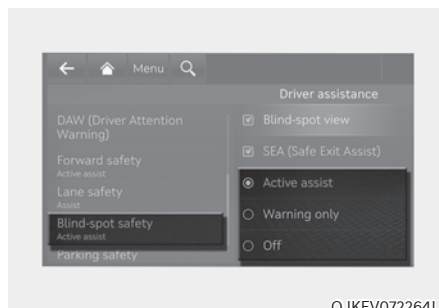 Menu
Driver assistance
DAW (Driver Attention
Warning)
Forward safety
Active assist
Lane safety
Assist
Blind-spot safety
Active assist
Parking safety
Blind-spot view
SEA (Safe Exit Assist)
Active assist
Warning only
Off